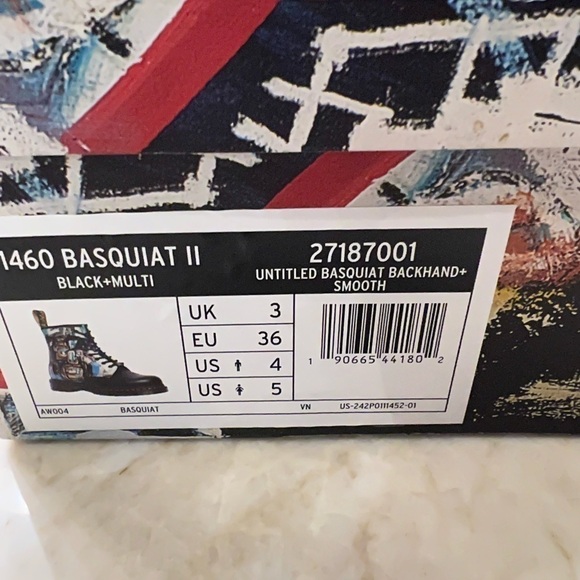 1460 BASQUIAT II
BLACK+MULTI
27187001
UNTITLED BASQUIAT BACKHAND+
SMOOTH
UK 3
EU 36
US 4
US 5
1 90665 44180 2
AW004 BASQUIAT VN US-242P0111452-01